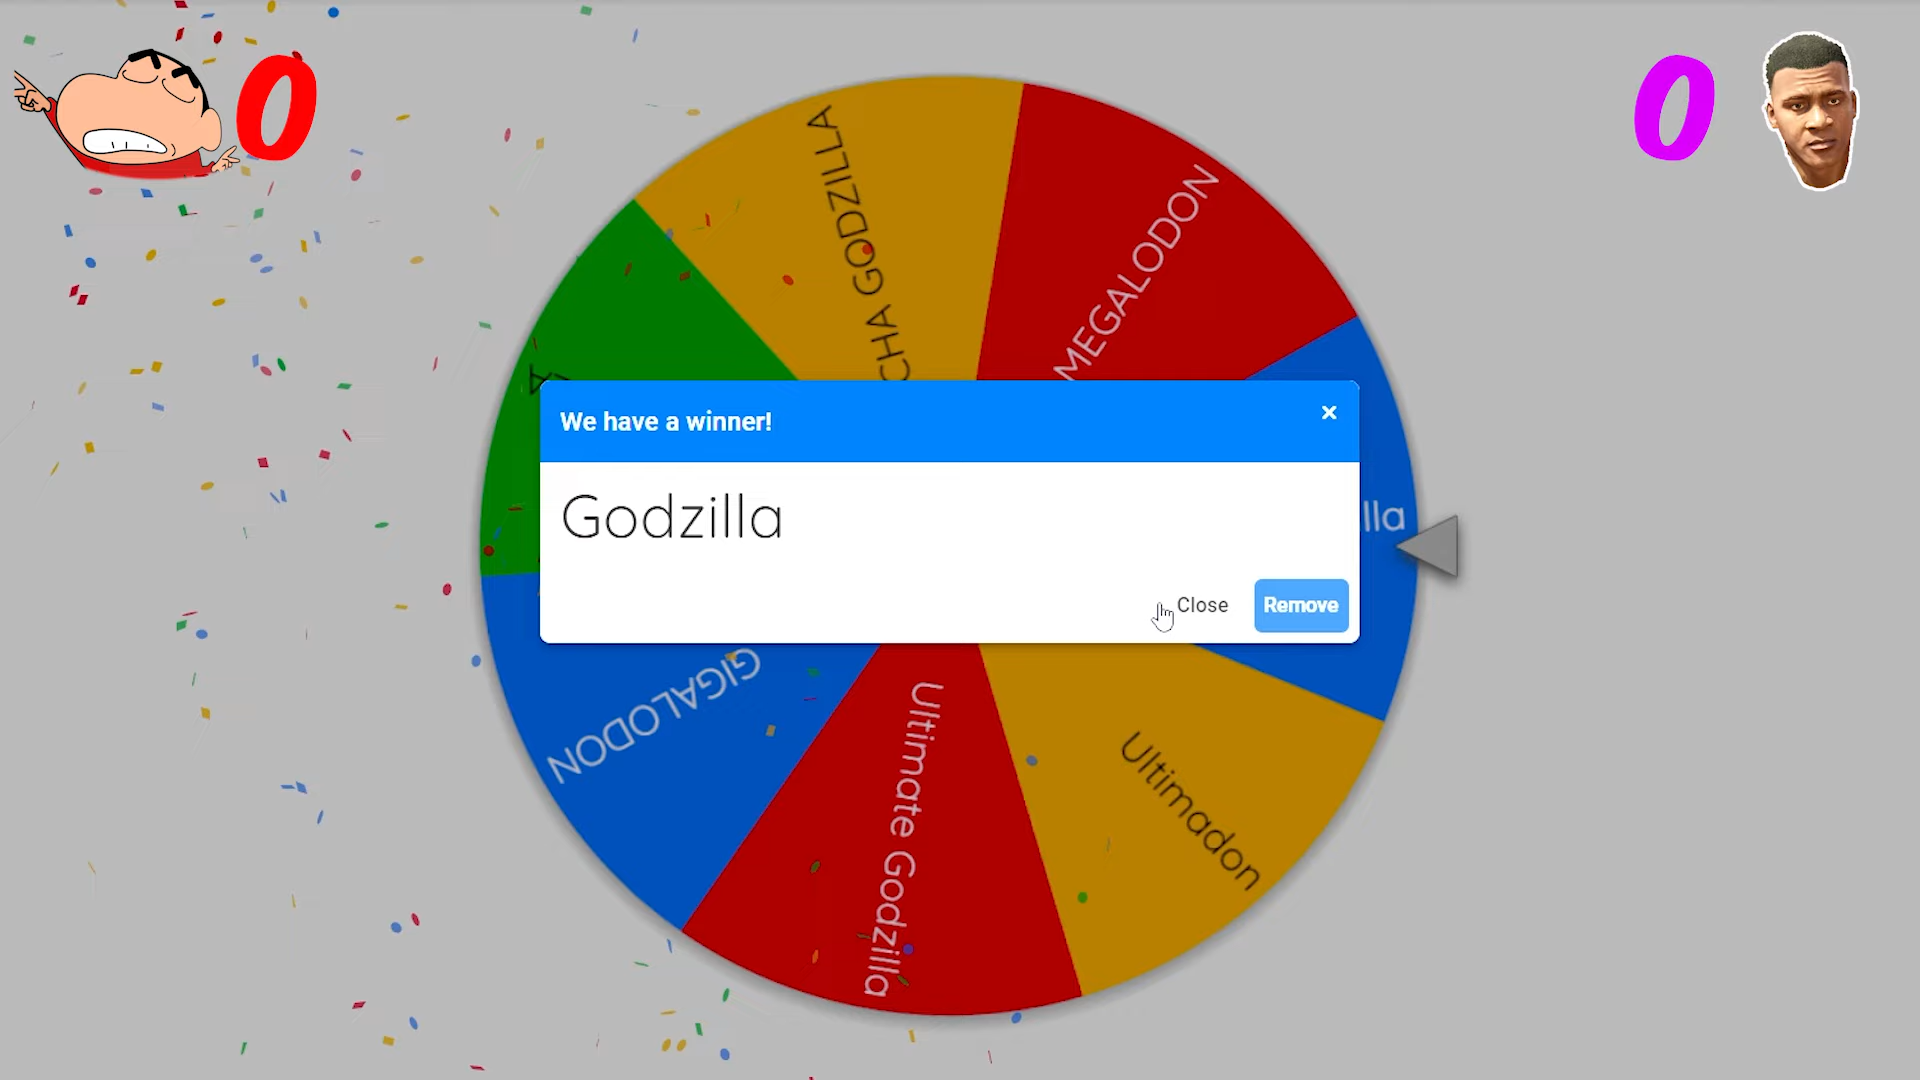 0
0
CHA GODZILLA
MEGALODON
We have a winner!
Godzilla
lla
Close
Remove
GIGALODON
Ultimate Godzilla
Ultimadon